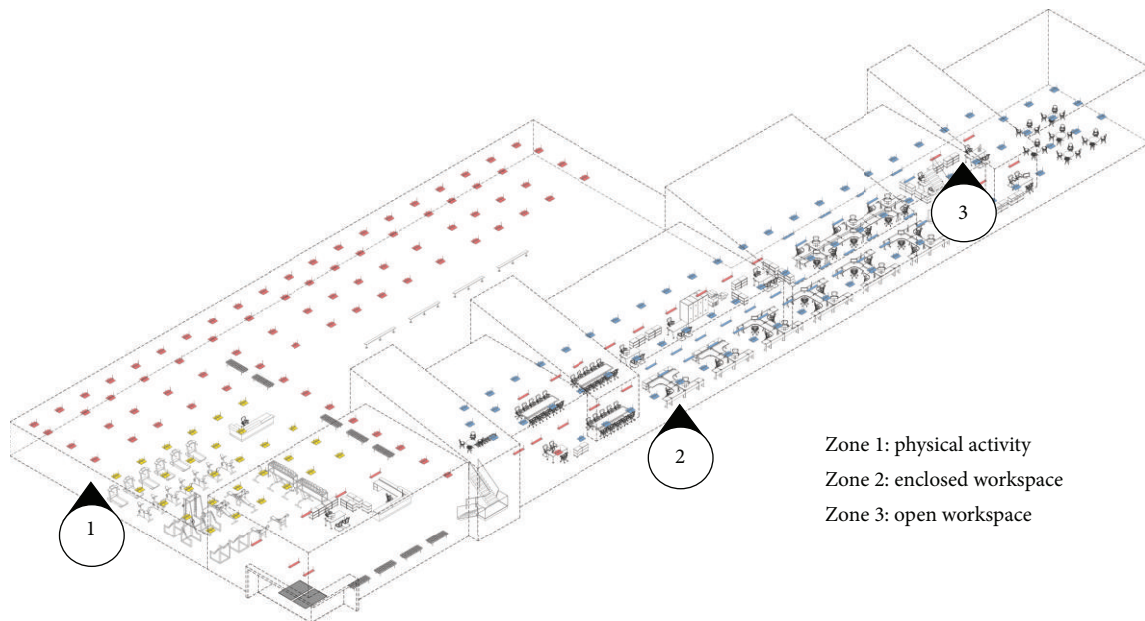 3
2
1
Zone 1: physical activity
Zone 2: enclosed workspace
Zone 3: open workspace